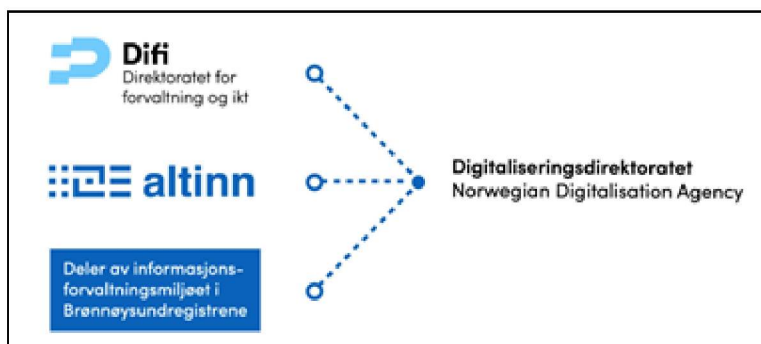 Difi
Direktoratet for
forvaltning og ikt
altinn
Digitaliseringsdirektoratet
Norwegian Digitalisation Agency
Deler av informasjons-
forvaltningsmiljøet i
Brønnøysundregistrene